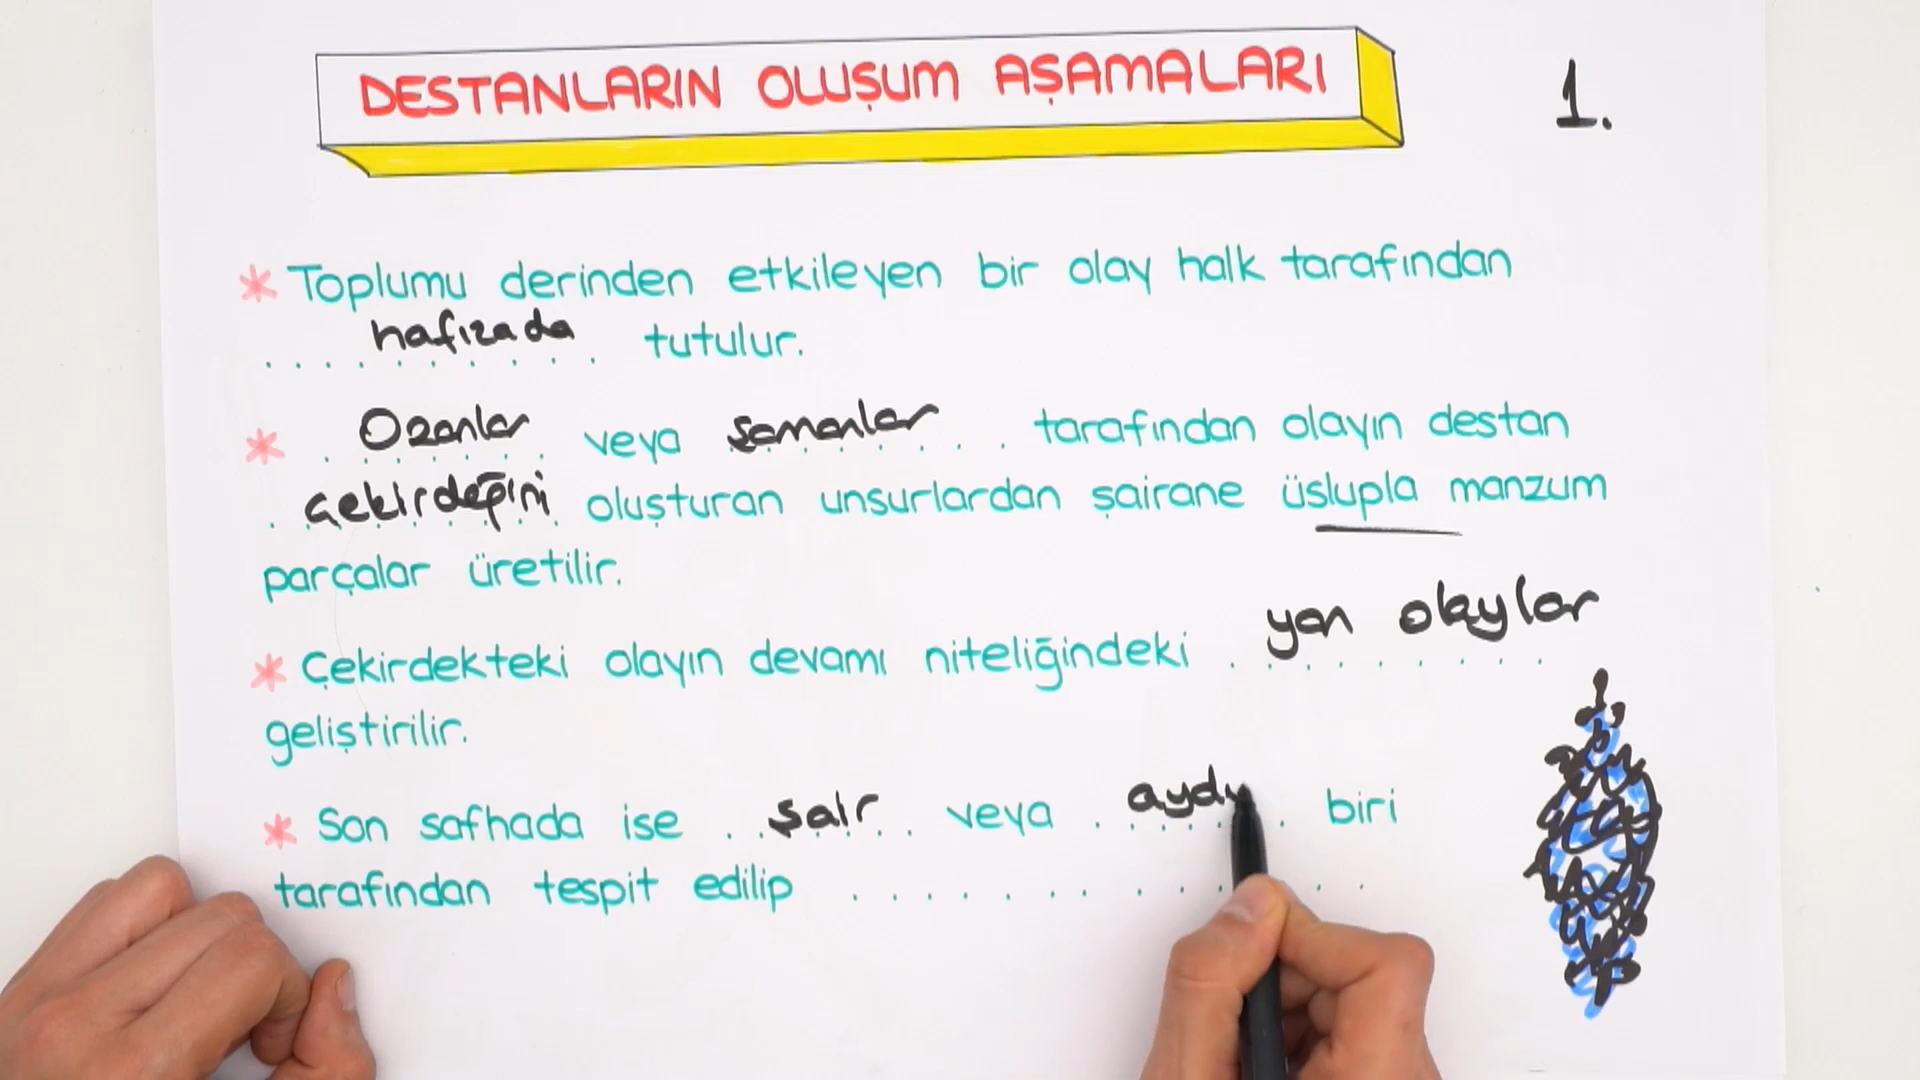 DESTANLARIN OLUŞUM AŞAMALARI
1.
* Toplumu derinden etkileyen bir olay halk tarafından
hafızada tutulur.
* Ozanlar veya şamanlar tarafından olayın destan
çekirdeğini oluşturan unsurlardan şairane üslupla manzum
parçalar üretilir.
* Çekirdekteki olayın devamı niteliğindeki yan olaylar
geliştirilir.
* Son safhada ise şair veya aydı biri
tarafından tespit edilip . . . . . . . . . . . . .